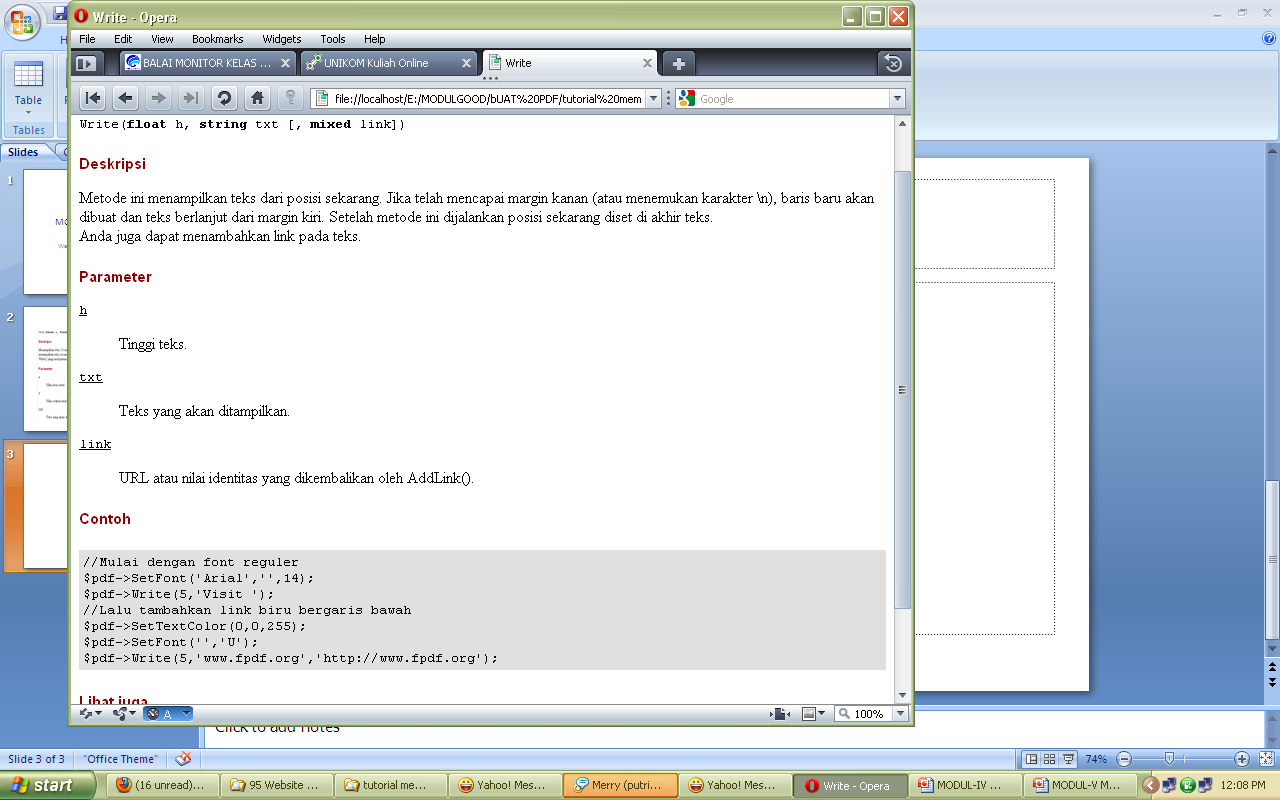 Write - Opera
File Edit View Bookmarks Widgets Tools Help
BALAI MONITOR KELAS ...
UNIKOM Kuliah Online
Write
file://localhost/E:/MODULGOOD/bUAT%20PDF/tutorial%20mem
Google
Write(float h, string txt [, mixed link])
Deskripsi
Metode ini menampilkan teks dari posisi sekarang. Jika telah mencapai margin kanan (atau menemukan karakter \n), baris baru akan
dibuat dan teks berlanjut dari margin kiri. Setelah metode ini dijalankan posisi sekarang diset di akhir teks.
Anda juga dapat menambahkan link pada teks.
Parameter
h
Tinggi teks.
txt
Teks yang akan ditampilkan.
link
URL atau nilai identitas yang dikembalikan oleh AddLink().
Contoh
//Mulai dengan font reguler
$pdf->SetFont('Arial','',14);
$pdf->Write(5,'Visit ');
//Lalu tambahkan link biru bergaris bawah
$pdf->SetTextColor(0,0,255);
$pdf->SetFont('','U');
$pdf->Write(5,'www.fpdf.org','http://www.fpdf.org');
Lihat juga
A
100%
Table
Tables
Slides
1
2
3
Click to add notes
Slide 3 of 3
"Office Theme"
74%
start
(16 unread)...
95 Website ...
tutorial me...
Yahoo! Mes...
Merry (putri...
Yahoo! Mes...
Write - Opera
MODUL-IV ...
MODUL-V M...
12:08 PM